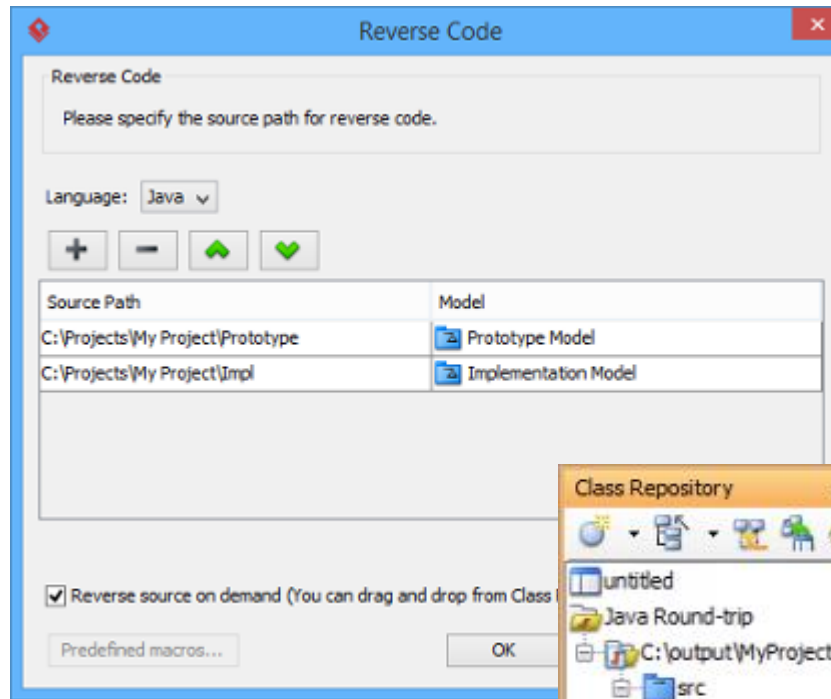 Reverse Code
Reverse Code
Please specify the source path for reverse code.
Language: Java
Source Path Model
C:\Projects\My Project\Prototype Prototype Model
C:\Projects\My Project\Impl Implementation Model
Reverse source on demand (You can drag and drop from Class
Predefined macros... OK
Class Repository
untitled
Java Round-trip
C:\output\MyProject
src